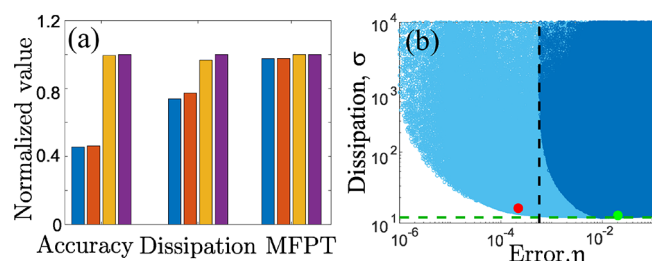 (a)
1.2
0.8
0.4
0
Normalized value
Accuracy Dissipation MFPT
(b)
10^4
10^3
10^2
10^1
Dissipation, σ
10^-6 10^-4 10^-2
Error,η